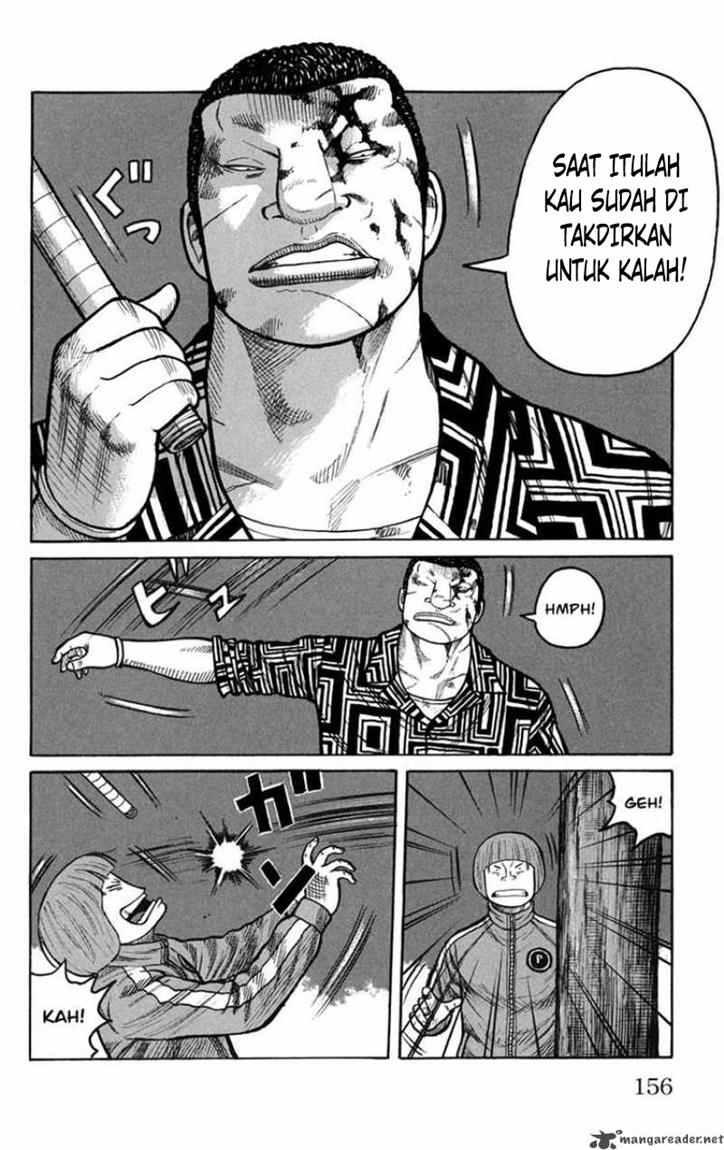 SAAT ITULAH
KAU SUDAH DI
TAKDIRKAN
UNTUK KALAH!
ぐっ
ヒュ
HMPH!
ガ
KAH!
GEH!
P
156
mangareader.net